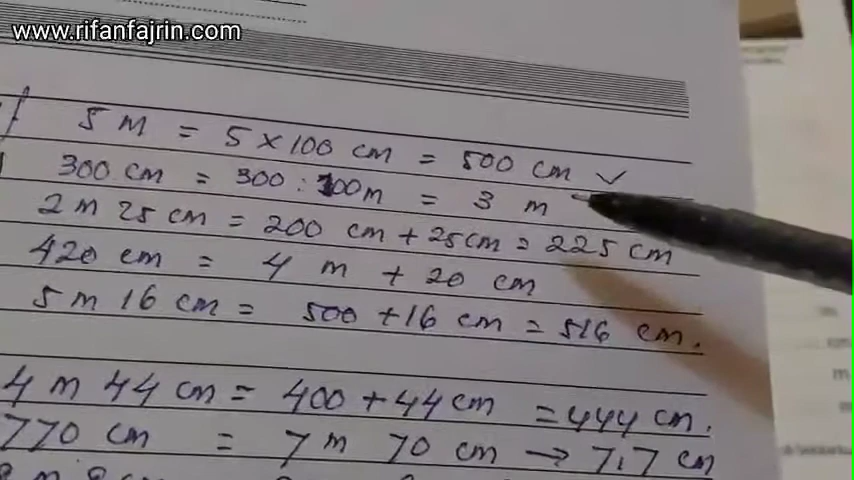 www.rifanfajrin.com
5 m = 5 × 100 cm = 500 cm ✓
300 cm = 300 : 100 m = 3 m
2 m 25 cm = 200 cm + 25 cm = 225 cm
420 cm = 4 m + 20 cm
5 m 16 cm = 500 + 16 cm = 516 cm.
4 m 44 cm = 400 + 44 cm = 444 cm.
770 cm = 7 m 70 cm → 7,7 cm